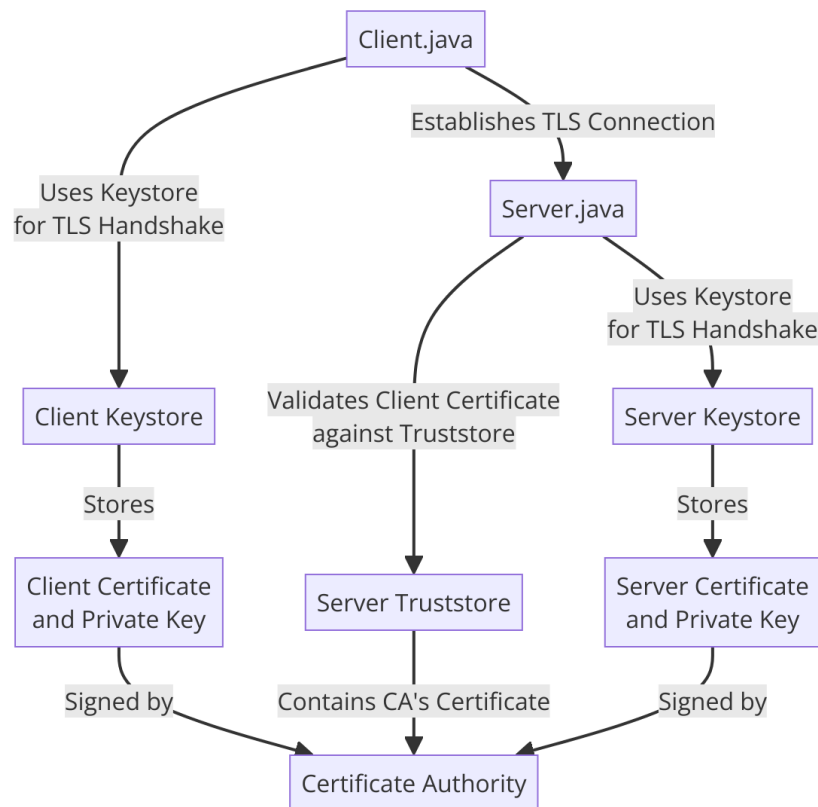 Client.java
Establishes TLS Connection
Uses Keystore
for TLS Handshake
Server.java
Uses Keystore
for TLS Handshake
Validates Client Certificate
against Truststore
Client Keystore
Server Keystore
Stores
Stores
Client Certificate
and Private Key
Server Truststore
Server Certificate
and Private Key
Signed by
Contains CA's Certificate
Signed by
Certificate Authority